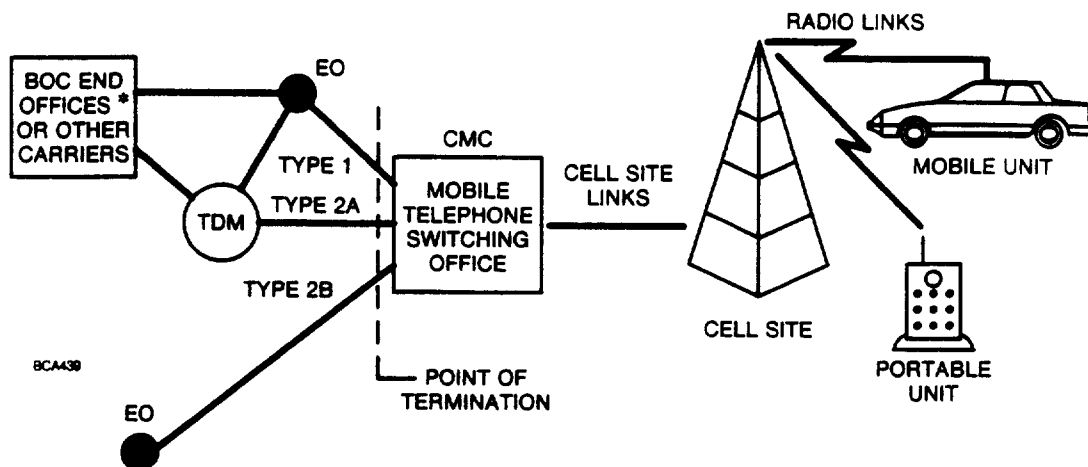 RADIO LINKS
EO
BOC END
OFFICES *
OR OTHER
CARRIERS
TYPE 1
CMC
MOBILE
TELEPHONE
SWITCHING
OFFICE
CELL SITE
LINKS
MOBILE UNIT
TDM
TYPE 2A
TYPE 2B
CELL SITE
PORTABLE
UNIT
BCA439
POINT OF
TERMINATION
EO